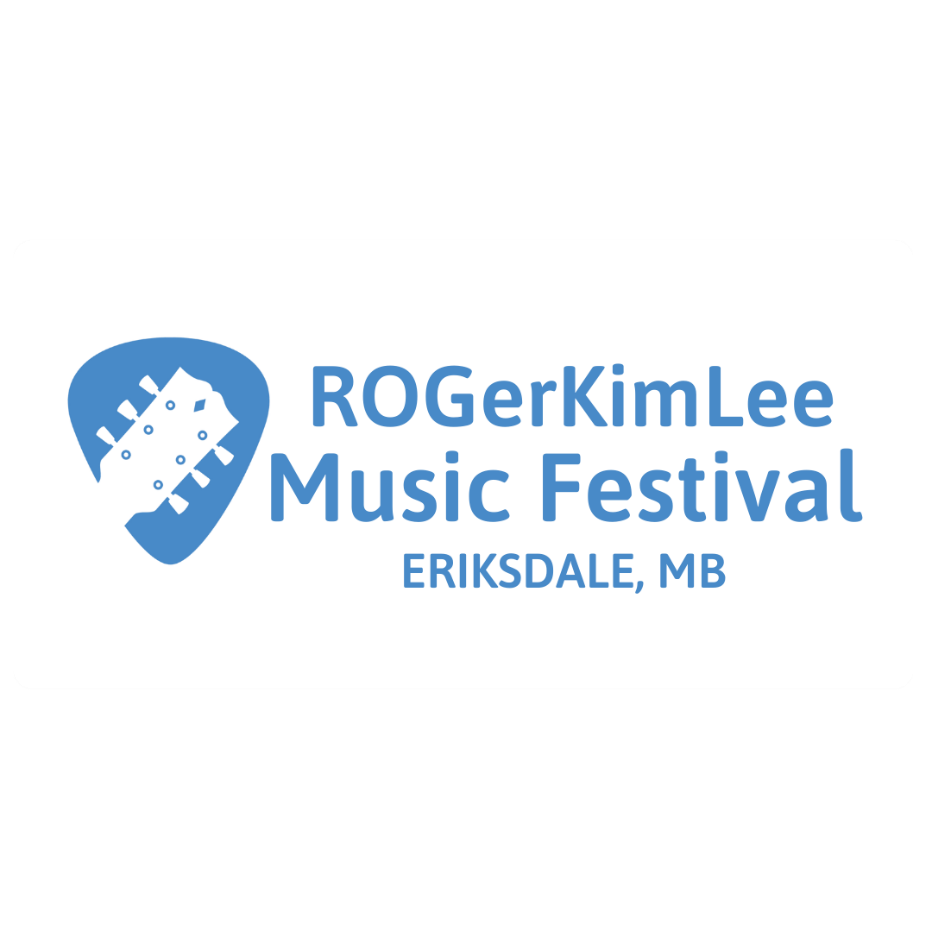 ROGerKimLee
Music Festival
ERIKSDALE, MB